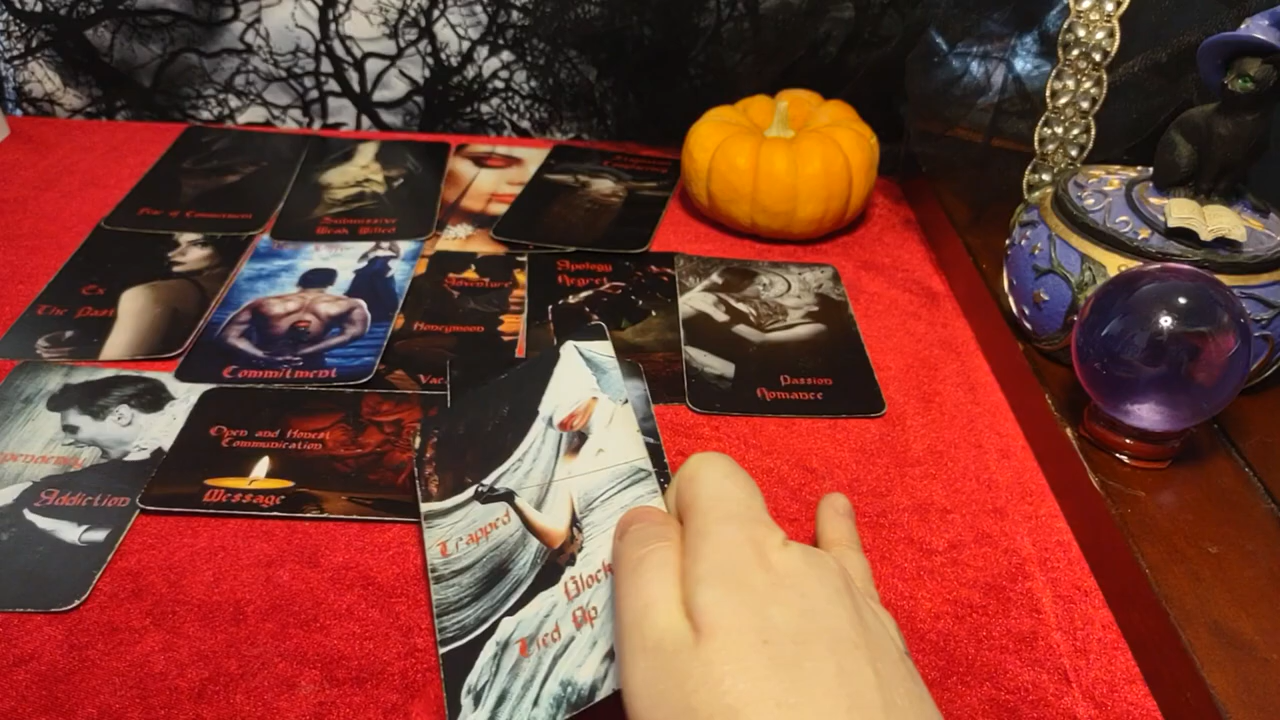 Fear of Commitment
Submissive
Weak Willed
Ex
The Past
Commitment
Adventure
Honeymoon
Apology
Regret
Passion
Romance
Addiction
Open and Honest
Communication
Message
Trapped
Tied Up